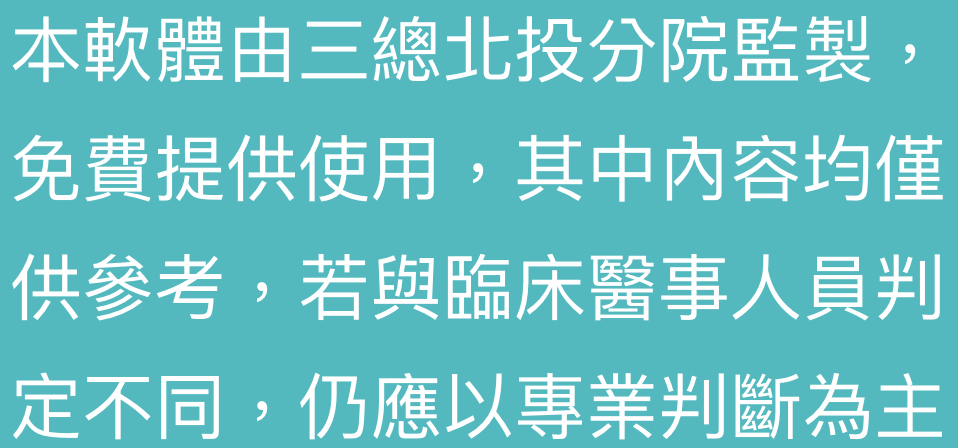 本軟體由三總北投分院監製，
免費提供使用，其中內容均僅
供參考，若與臨床醫事人員判
定不同，仍應以專業判斷為主